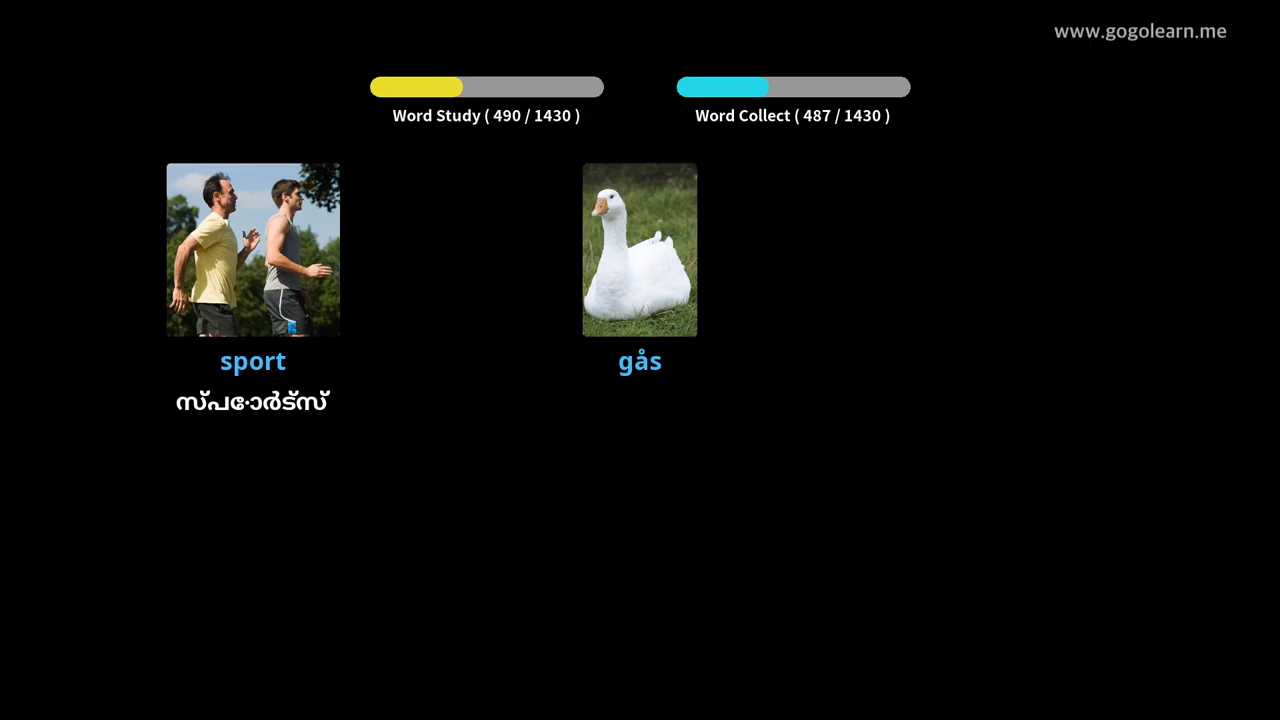 www.gogolearn.me
Word Study ( 490 / 1430 )
Word Collect ( 487 / 1430 )
sport
gås
സ്പോർട്സ്